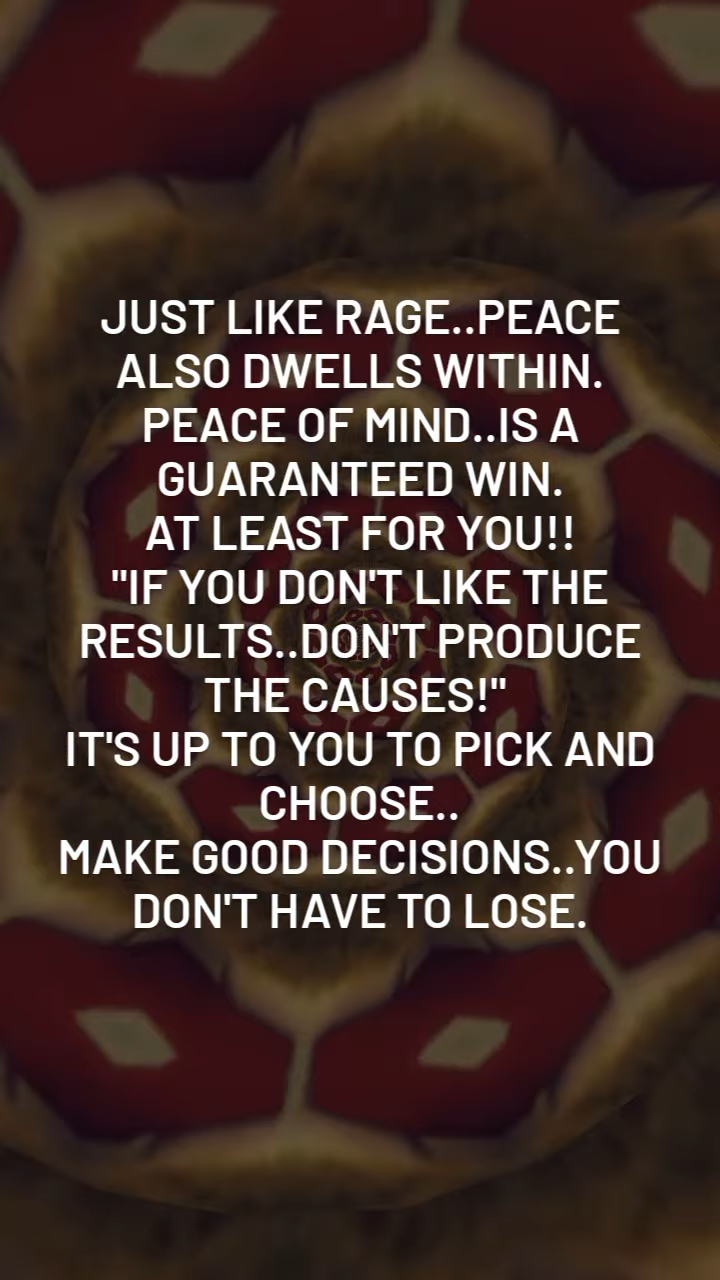 JUST LIKE RAGE..PEACE
ALSO DWELLS WITHIN.
PEACE OF MIND..IS A
GUARANTEED WIN.
AT LEAST FOR YOU!!
"IF YOU DON'T LIKE THE
RESULTS..DON'T PRODUCE
THE CAUSES!"
IT'S UP TO YOU TO PICK AND
CHOOSE..
MAKE GOOD DECISIONS..YOU
DON'T HAVE TO LOSE.